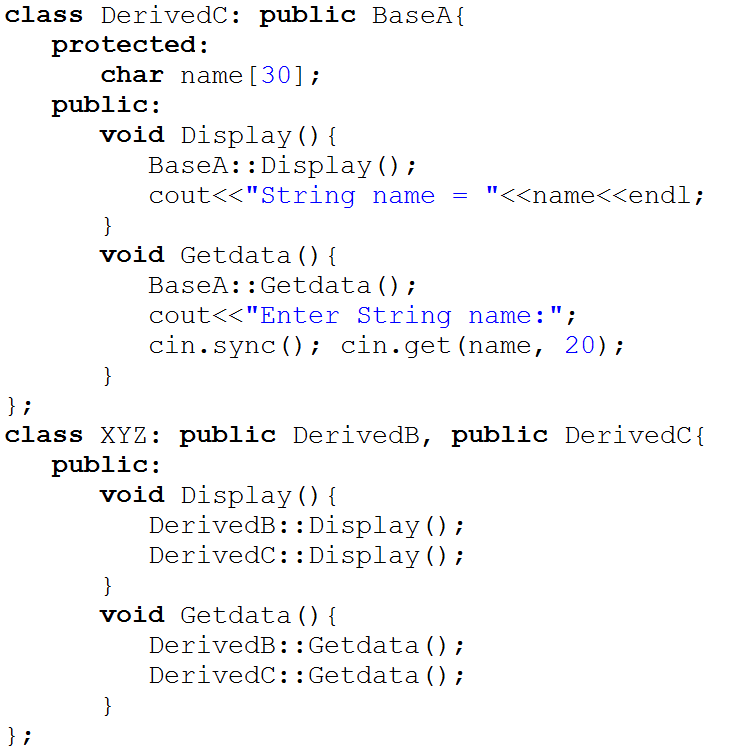 class DerivedC: public BaseA{
protected:
char name[30];
public:
void Display(){
BaseA::Display();
cout<<"String name = "<<name<<endl;
}
void Getdata(){
BaseA::Getdata();
cout<<"Enter String name:";
cin.sync(); cin.get(name, 20);
}
};
class XYZ: public DerivedB, public DerivedC{
public:
void Display(){
DerivedB::Display();
DerivedC::Display();
}
void Getdata(){
DerivedB::Getdata();
DerivedC::Getdata();
}
};